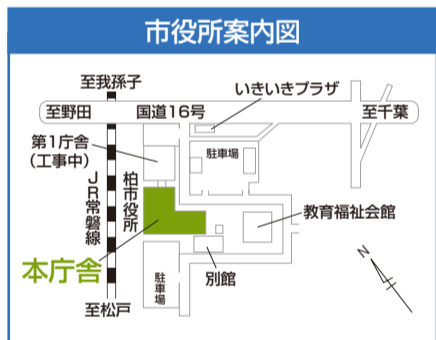 市役所案内図
至我孫子
いきいきプラザ
至野田
国道16号
至千葉
第1庁舎
(工事中)
駐車場
JR常磐線
柏市役所
教育福祉会館
本庁舎
別館
駐車場
至松戸
N